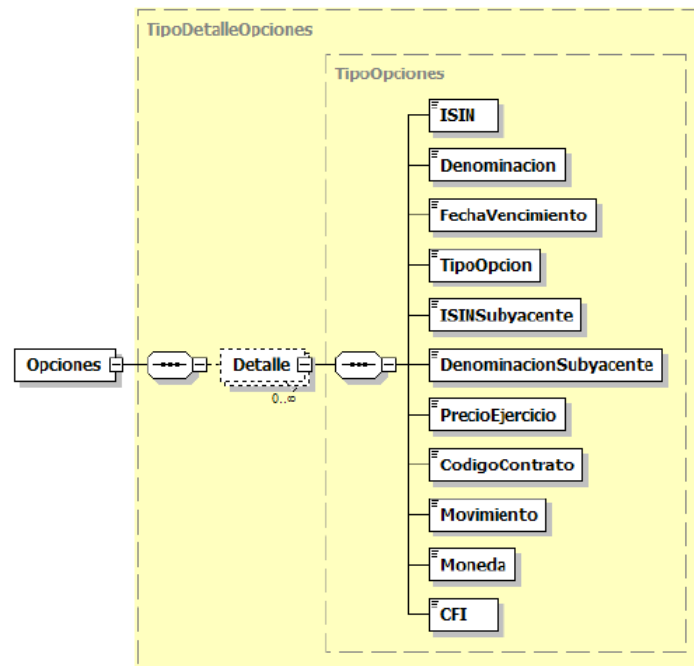 TipoDetalleOpciones
TipoOpciones
ISIN
Denominacion
FechaVencimiento
TipoOpcion
ISINSubyacente
Opciones
Detalle
0..∞
DenominacionSubyacente
PrecioEjercicio
CodigoContrato
Movimiento
Moneda
CFI